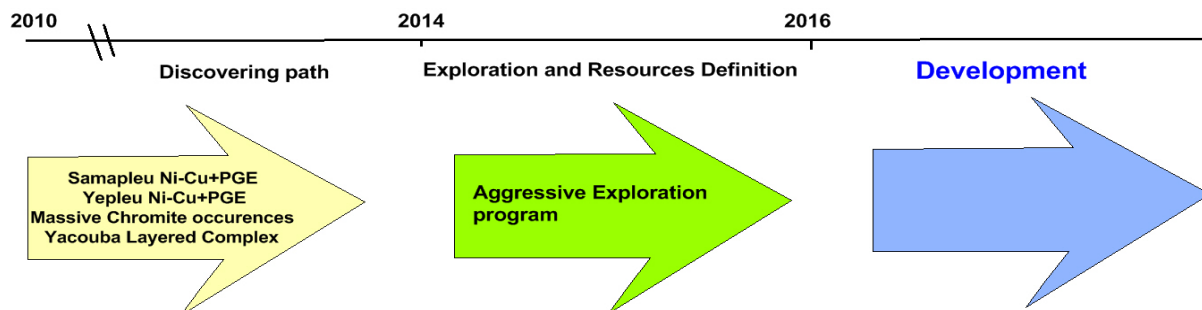 2010
2014
2016
Discovering path
Exploration and Resources Definition
Development
Samapleu Ni-Cu+PGE
Yepleu Ni-Cu+PGE
Massive Chromite occurences
Yacouba Layered Complex
Aggressive Exploration
program